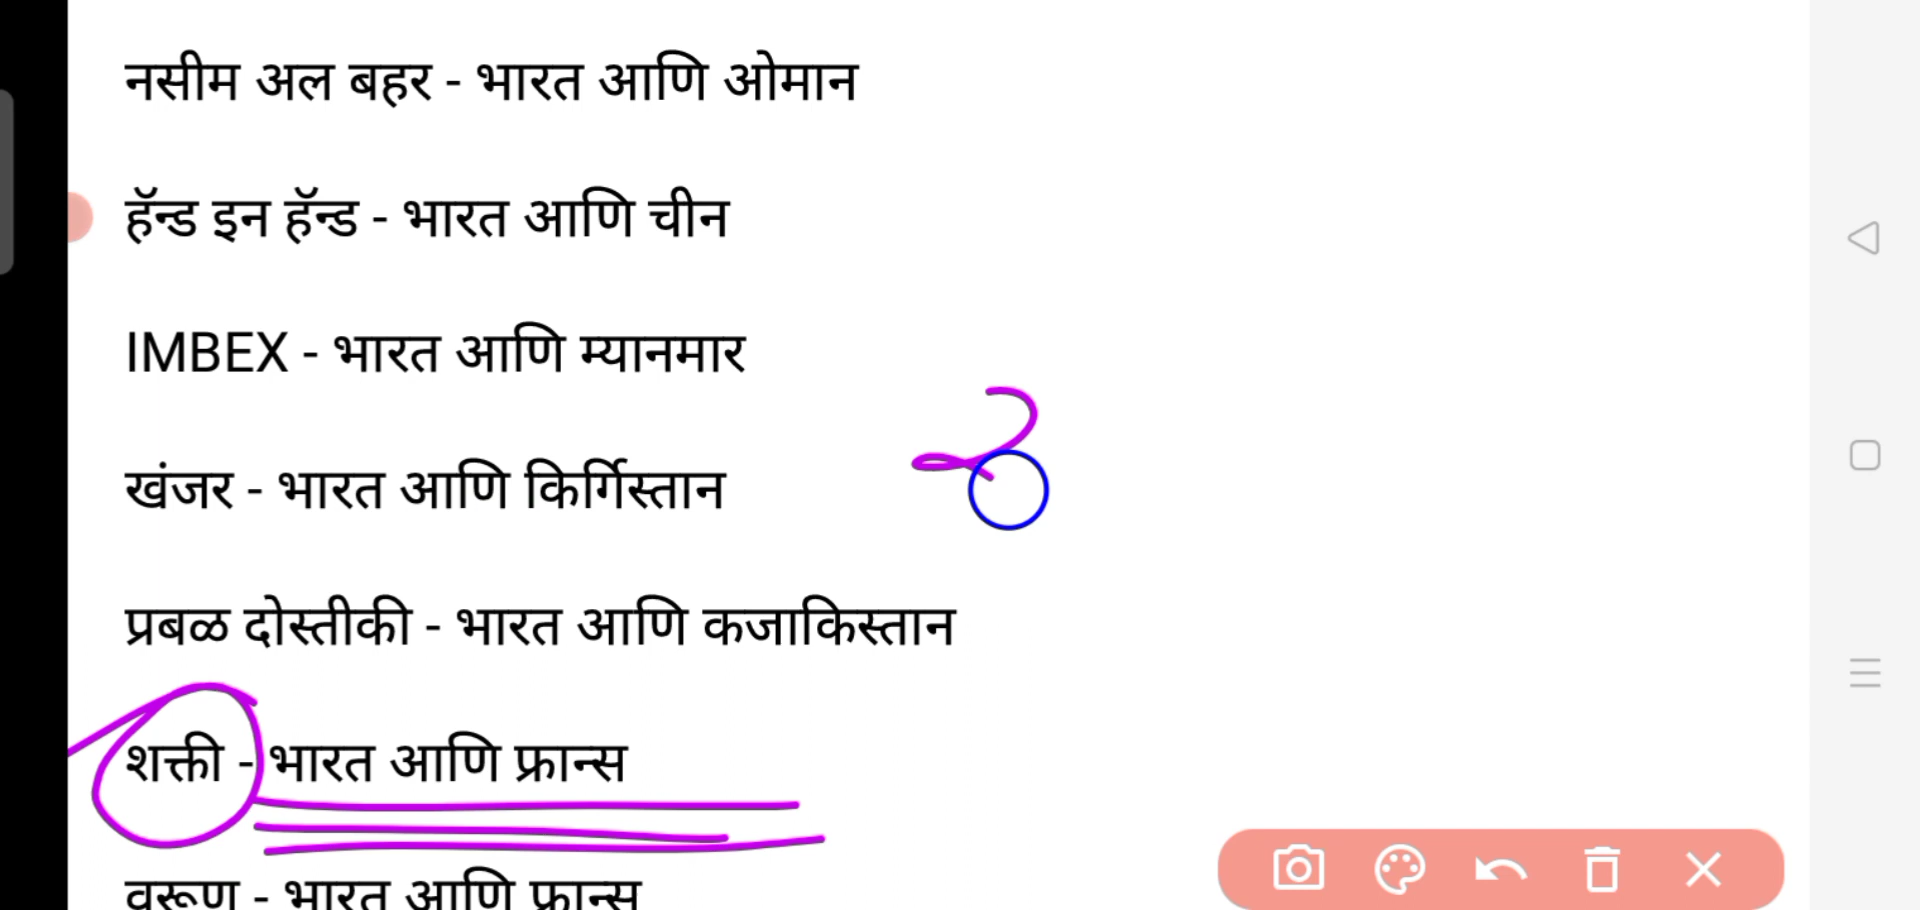 नसीम अल बहर - भारत आणि ओमान
हॅन्ड इन हॅन्ड - भारत आणि चीन
IMBEX - भारत आणि म्यानमार
खंजर - भारत आणि किर्गिस्तान
प्रबळ दोस्तीकी - भारत आणि कजाकिस्तान
शक्ती - भारत आणि फ्रान्स
वरूण - भारत आणि फ्रान्स